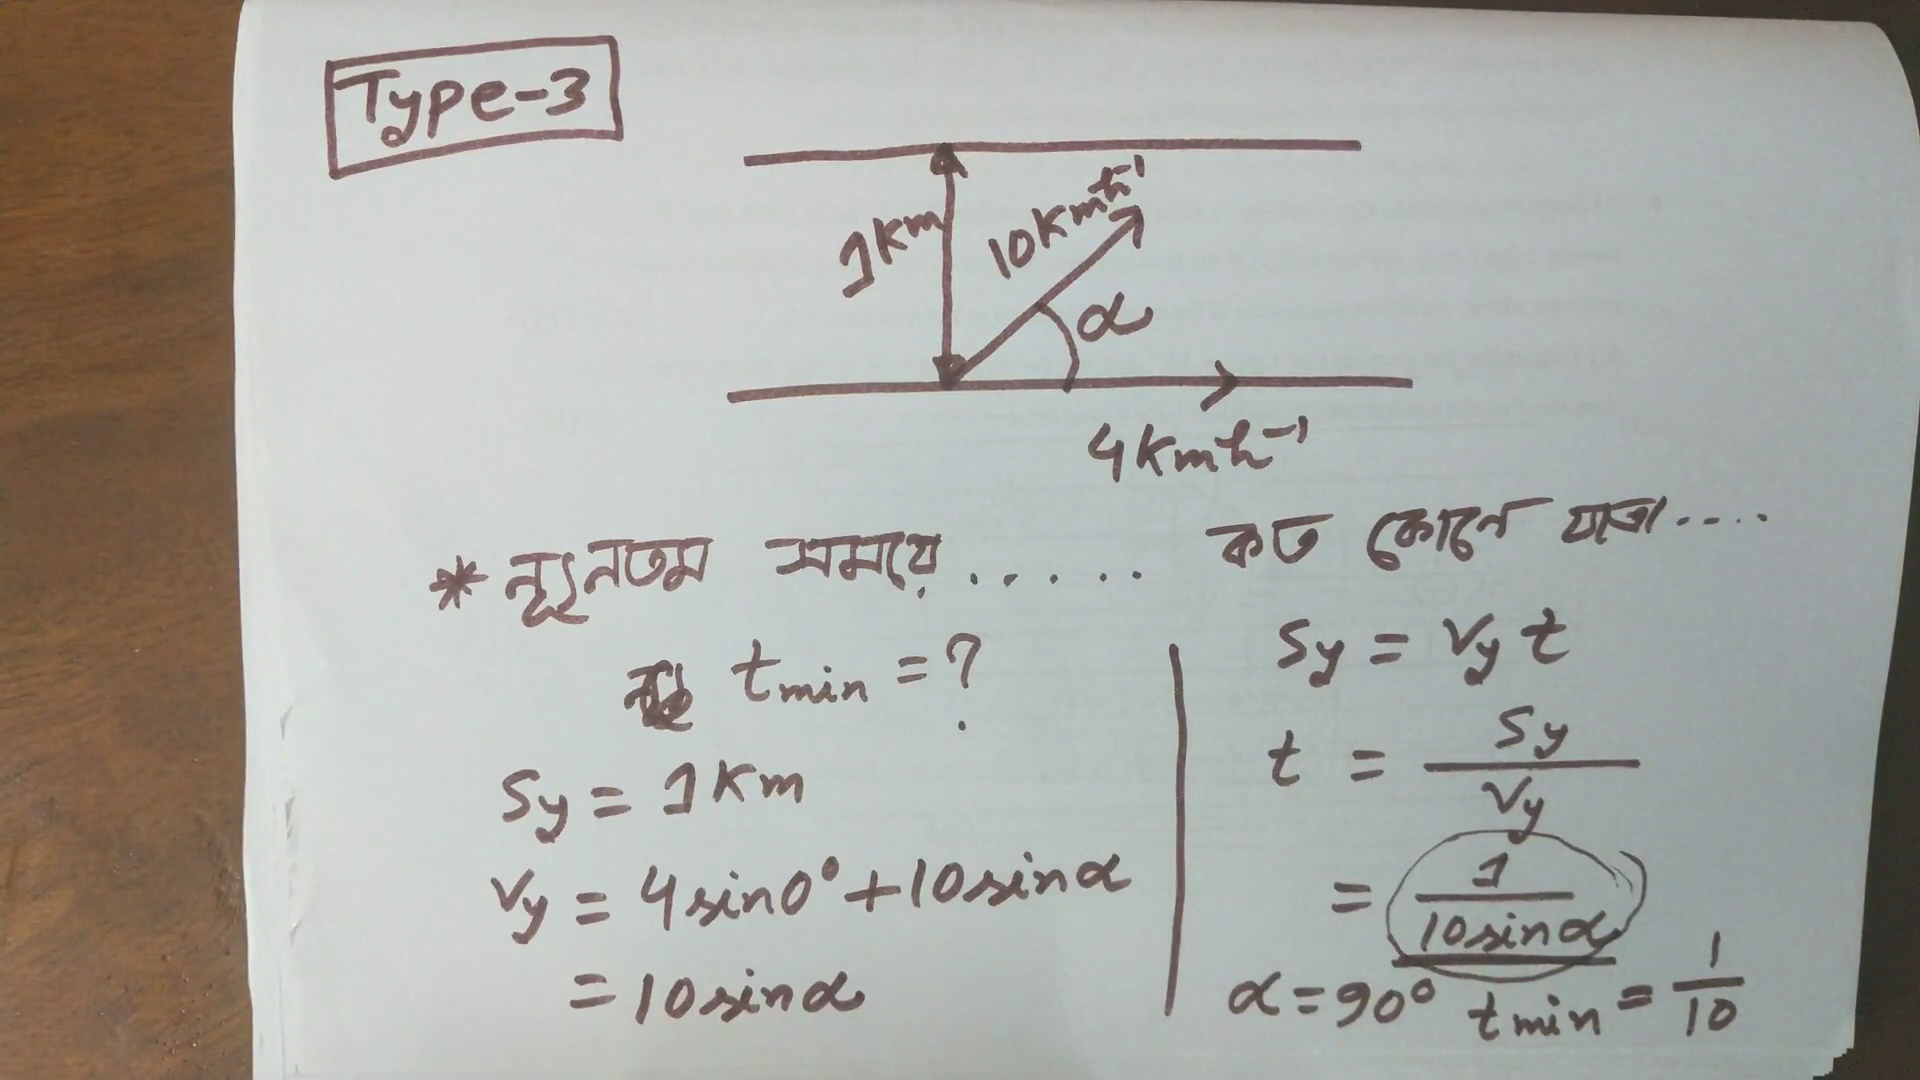 Type-3
1km
10kmh⁻¹
α
4kmh⁻¹
* ন্যূনতম সময়ে...... কত কোনে যাত্রা....
tmin = ?
Sy = 1km
Vy = 4sin0° + 10sinα
= 10sinα
Sy = Vy t
t = Sy/Vy
= 1/10sinα
α = 90° tmin = 1/10